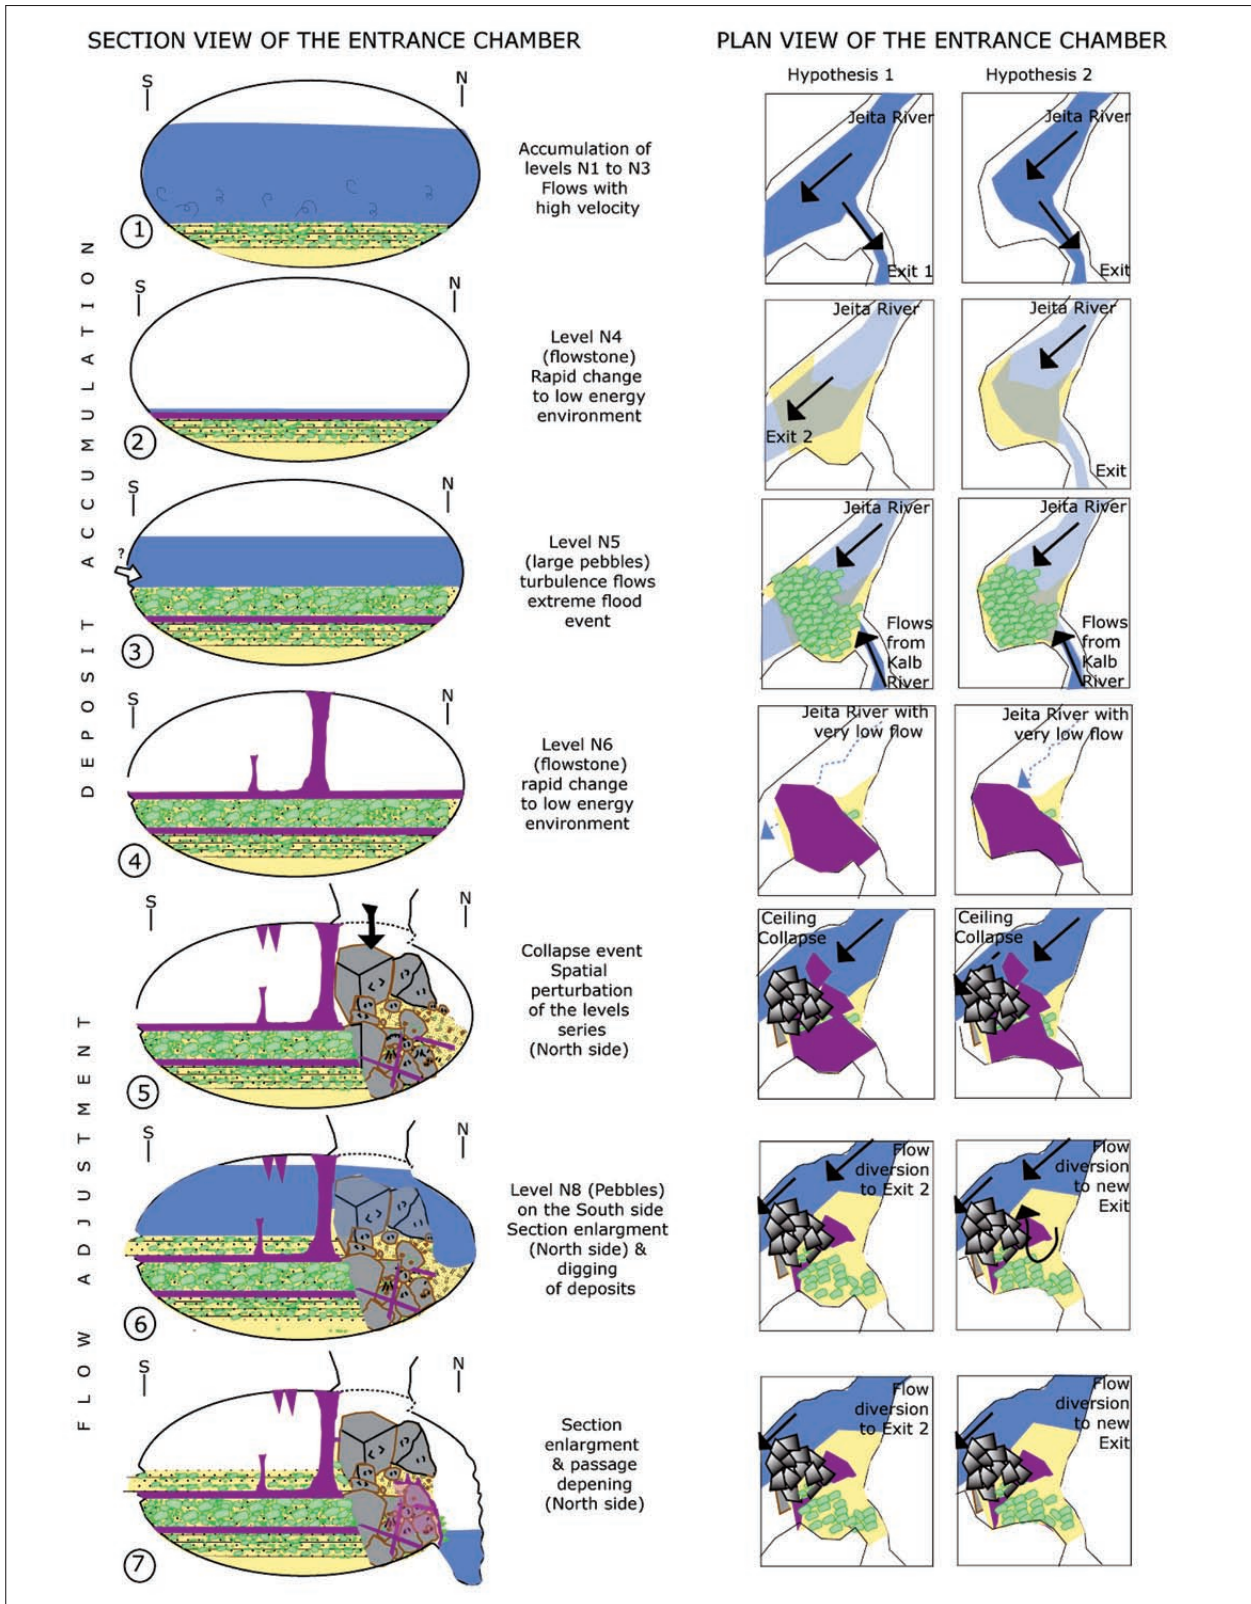 SECTION VIEW OF THE ENTRANCE CHAMBER
PLAN VIEW OF THE ENTRANCE CHAMBER
Hypothesis 1
Hypothesis 2
DEPOSIT ACCUMULATION
FLOW ADJUSTMENT
S
N
1
Accumulation of
levels N1 to N3
Flows with
high velocity
Jeita River
Exit 1
Jeita River
Exit
S
N
2
Level N4
(flowstone)
Rapid change
to low energy
environment
Jeita River
Exit 2
Jeita River
Exit
S
N
?
3
Level N5
(large pebbles)
turbulence flows
extreme flood
event
Jeita River
Flows
from
Kalb
River
Jeita River
Flows
from
Kalb
River
S
N
4
Level N6
(flowstone)
rapid change
to low energy
environment
Jeita River with
very low flow
Jeita River with
very low flow
S
N
5
Collapse event
Spatial
perturbation
of the levels
series
(North side)
Ceiling
Collapse
Ceiling
Collapse
S
N
6
Level N8 (Pebbles)
on the South side
Section enlargment
(North side) &
digging
of deposits
Flow
diversion
to Exit 2
Flow
diversion
to new
Exit
S
N
7
Section
enlargment
& passage
depening
(North side)
Flow
diversion
to Exit 2
Flow
diversion
to new
Exit